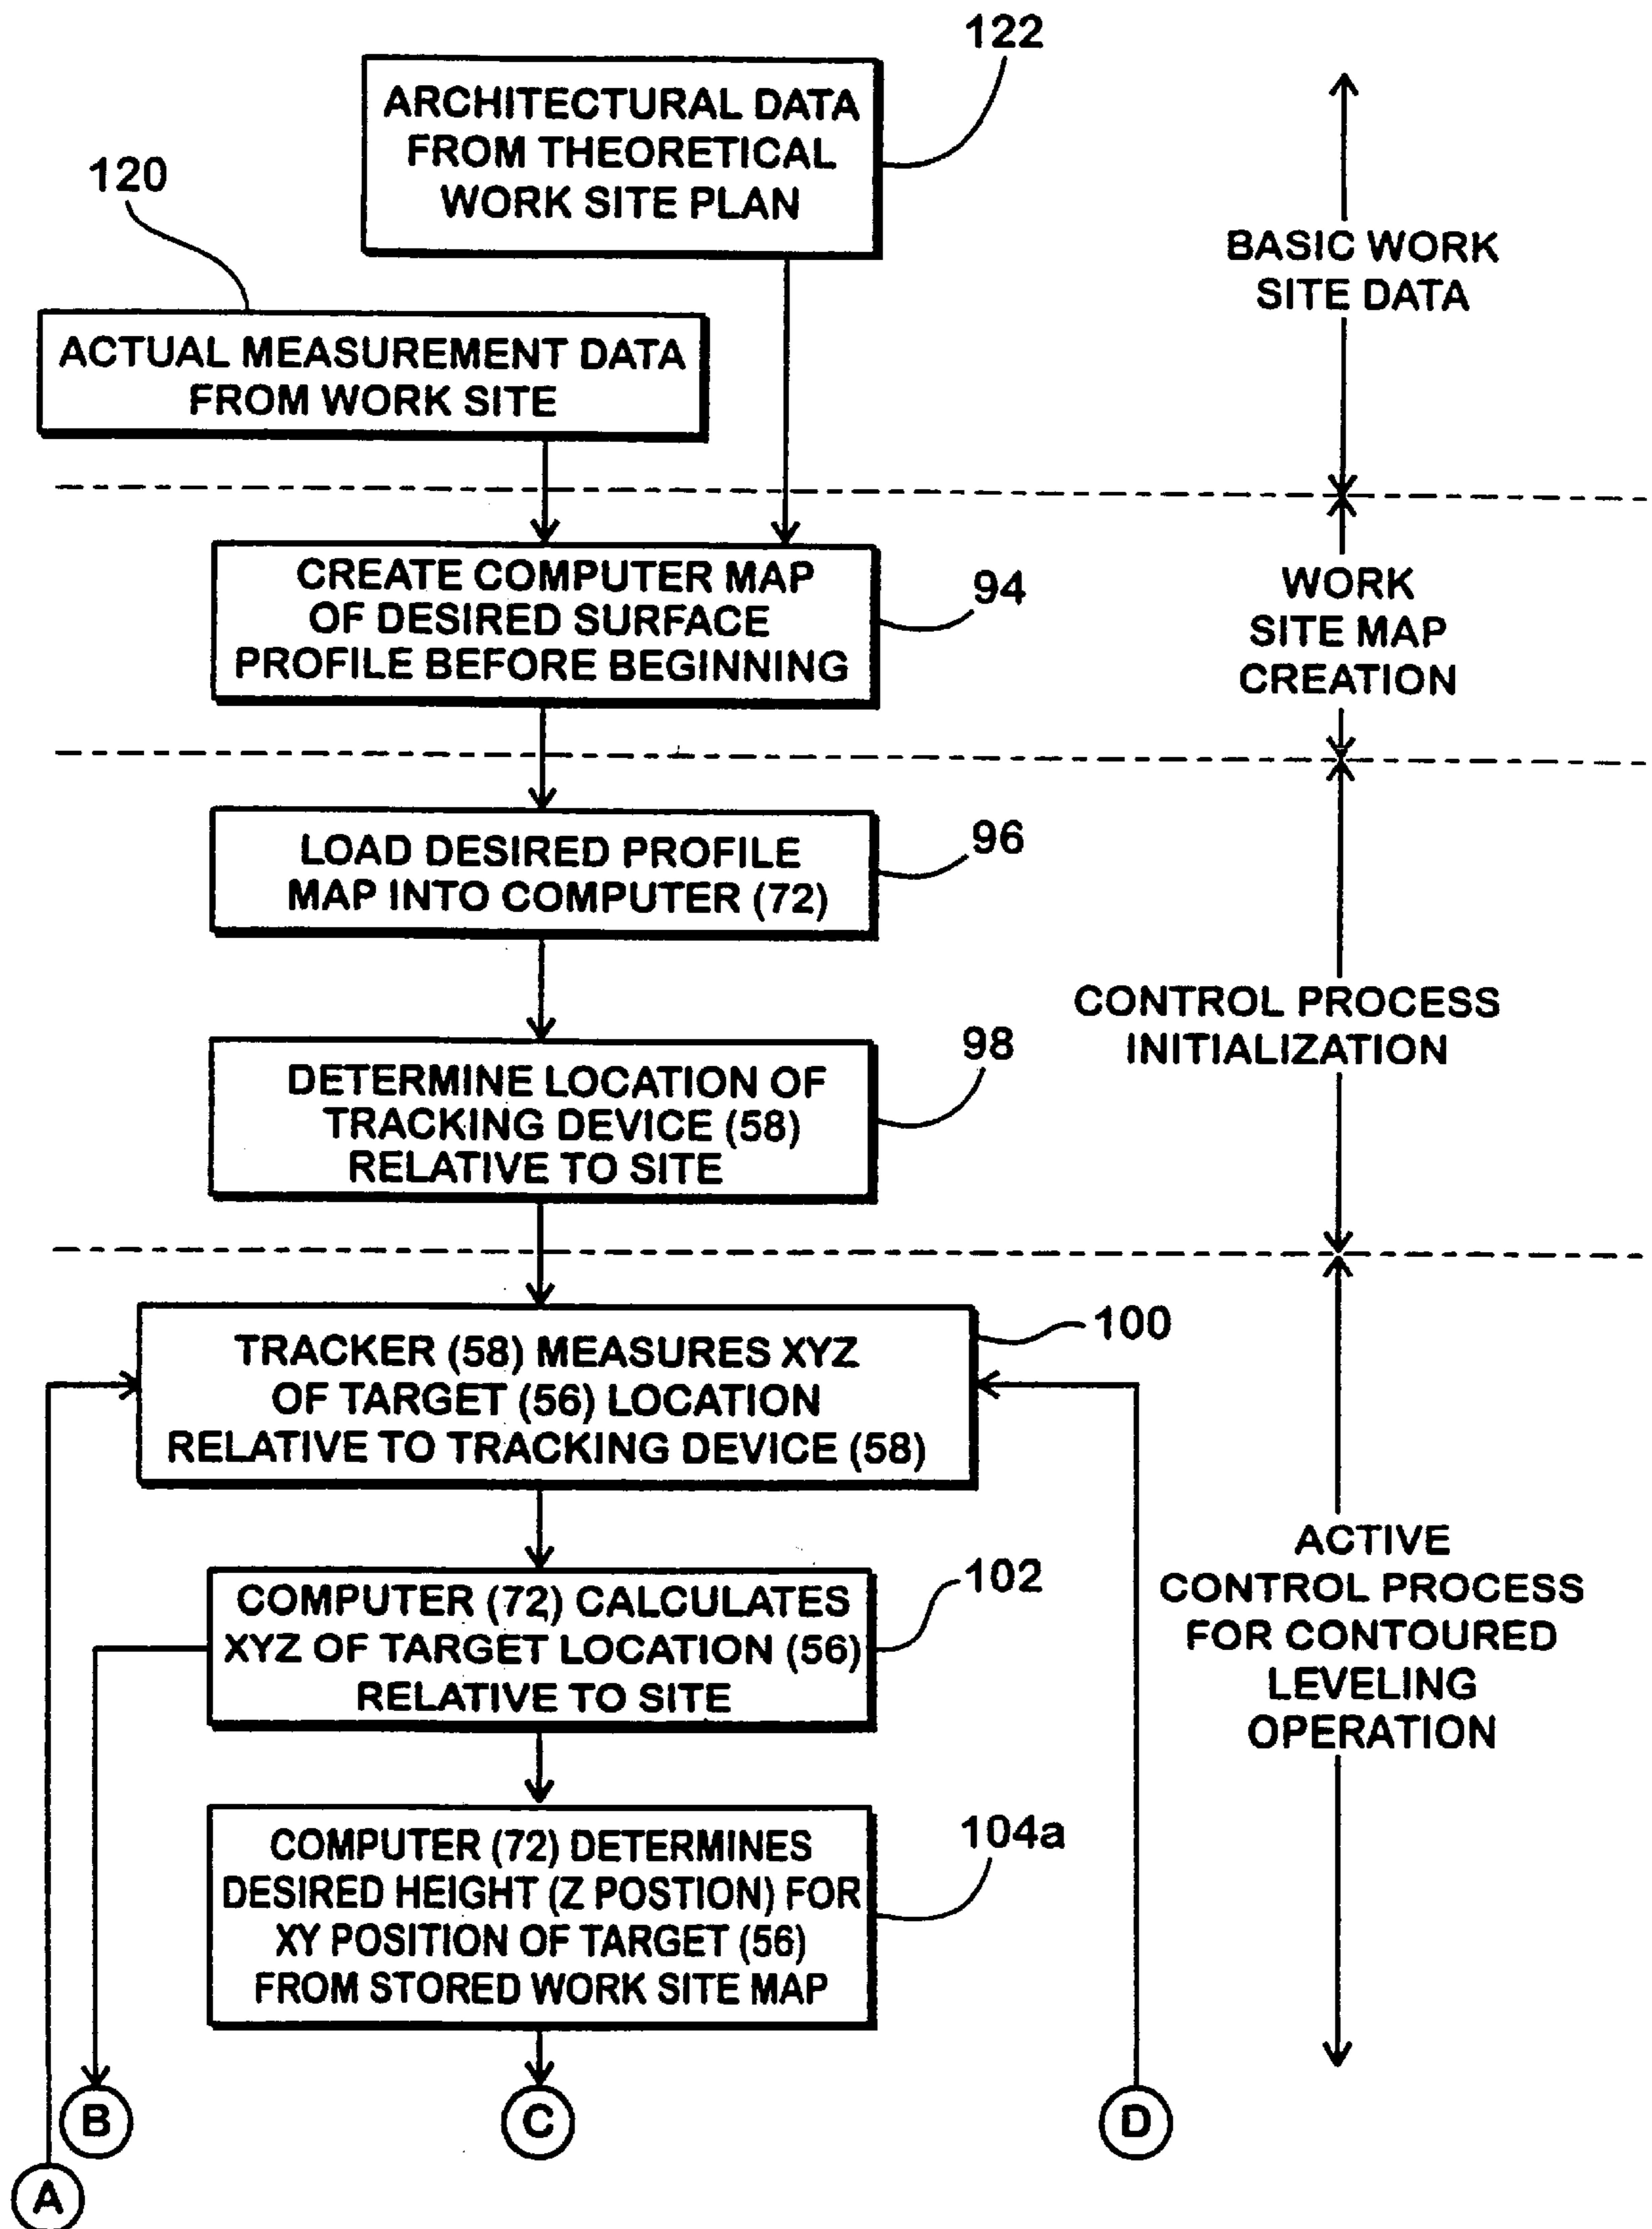 122
ARCHITECTURAL DATA
FROM THEORETICAL
WORK SITE PLAN
120
ACTUAL MEASUREMENT DATA
FROM WORK SITE
BASIC WORK
SITE DATA
CREATE COMPUTER MAP
OF DESIRED SURFACE
PROFILE BEFORE BEGINNING
94
WORK
SITE MAP
CREATION
LOAD DESIRED PROFILE
MAP INTO COMPUTER (72)
96
DETERMINE LOCATION OF
TRACKING DEVICE (58)
RELATIVE TO SITE
98
CONTROL PROCESS
INITIALIZATION
TRACKER (58) MEASURES XYZ
OF TARGET (56) LOCATION
RELATIVE TO TRACKING DEVICE (58)
100
COMPUTER (72) CALCULATES
XYZ OF TARGET LOCATION (56)
RELATIVE TO SITE
102
ACTIVE
CONTROL PROCESS
FOR CONTOURED
LEVELING
OPERATION
COMPUTER (72) DETERMINES
DESIRED HEIGHT (Z POSTION) FOR
XY POSITION OF TARGET (56)
FROM STORED WORK SITE MAP
104a
B
C
D
A